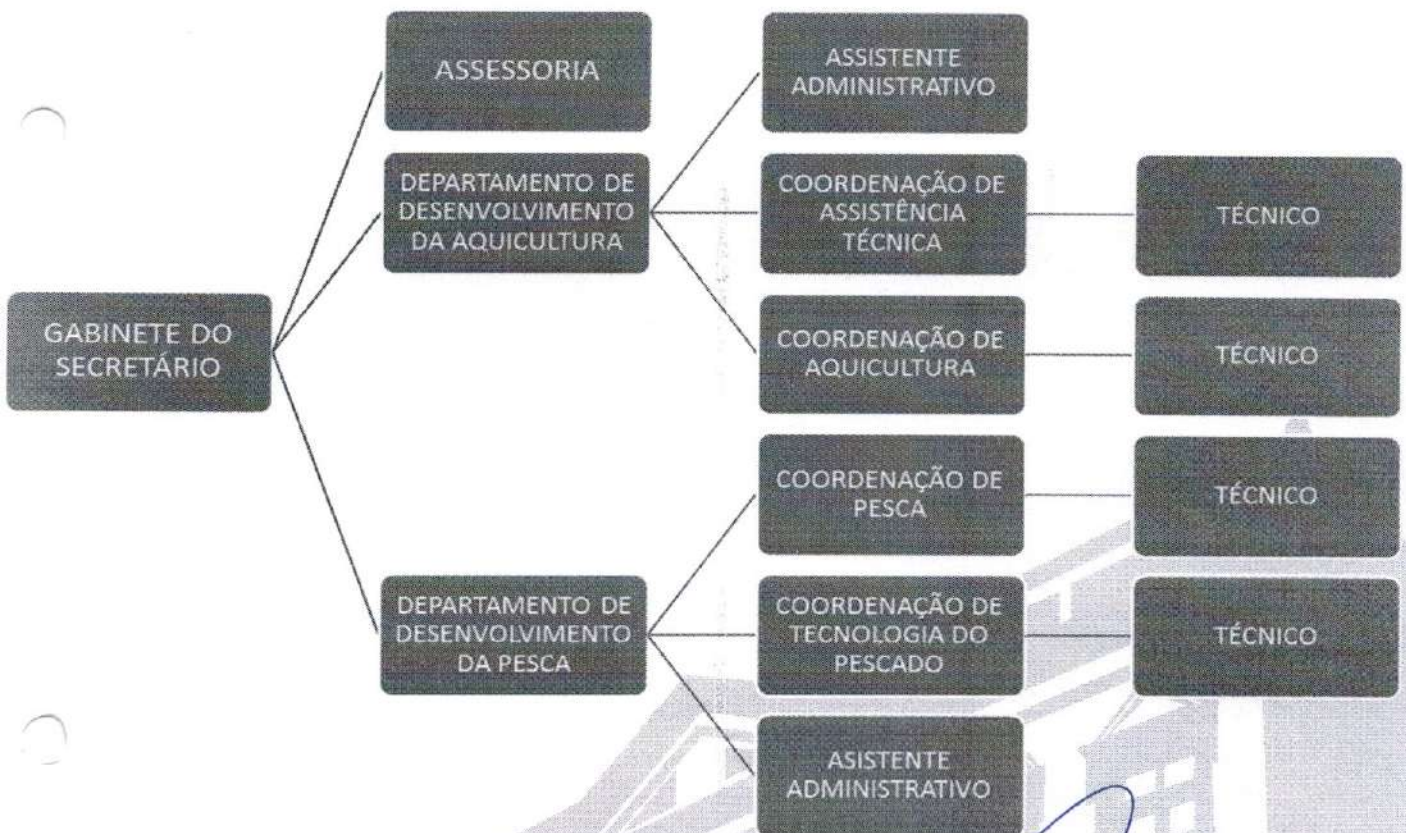 ASSESSORIA
ASSISTENTE
ADMINISTRATIVO
DEPARTAMENTO DE
DESENVOLVIMENTO
DA AQUICULTURA
COORDENAÇÃO DE
ASSISTÊNCIA
TÉCNICA
TÉCNICO
GABINETE DO
SECRETÁRIO
COORDENAÇÃO DE
AQUICULTURA
TÉCNICO
COORDENAÇÃO DE
PESCA
TÉCNICO
DEPARTAMENTO DE
DESENVOLVIMENTO
DA PESCA
COORDENAÇÃO DE
TECNOLOGIA DO
PESCADO
TÉCNICO
ASISTENTE
ADMINISTRATIVO